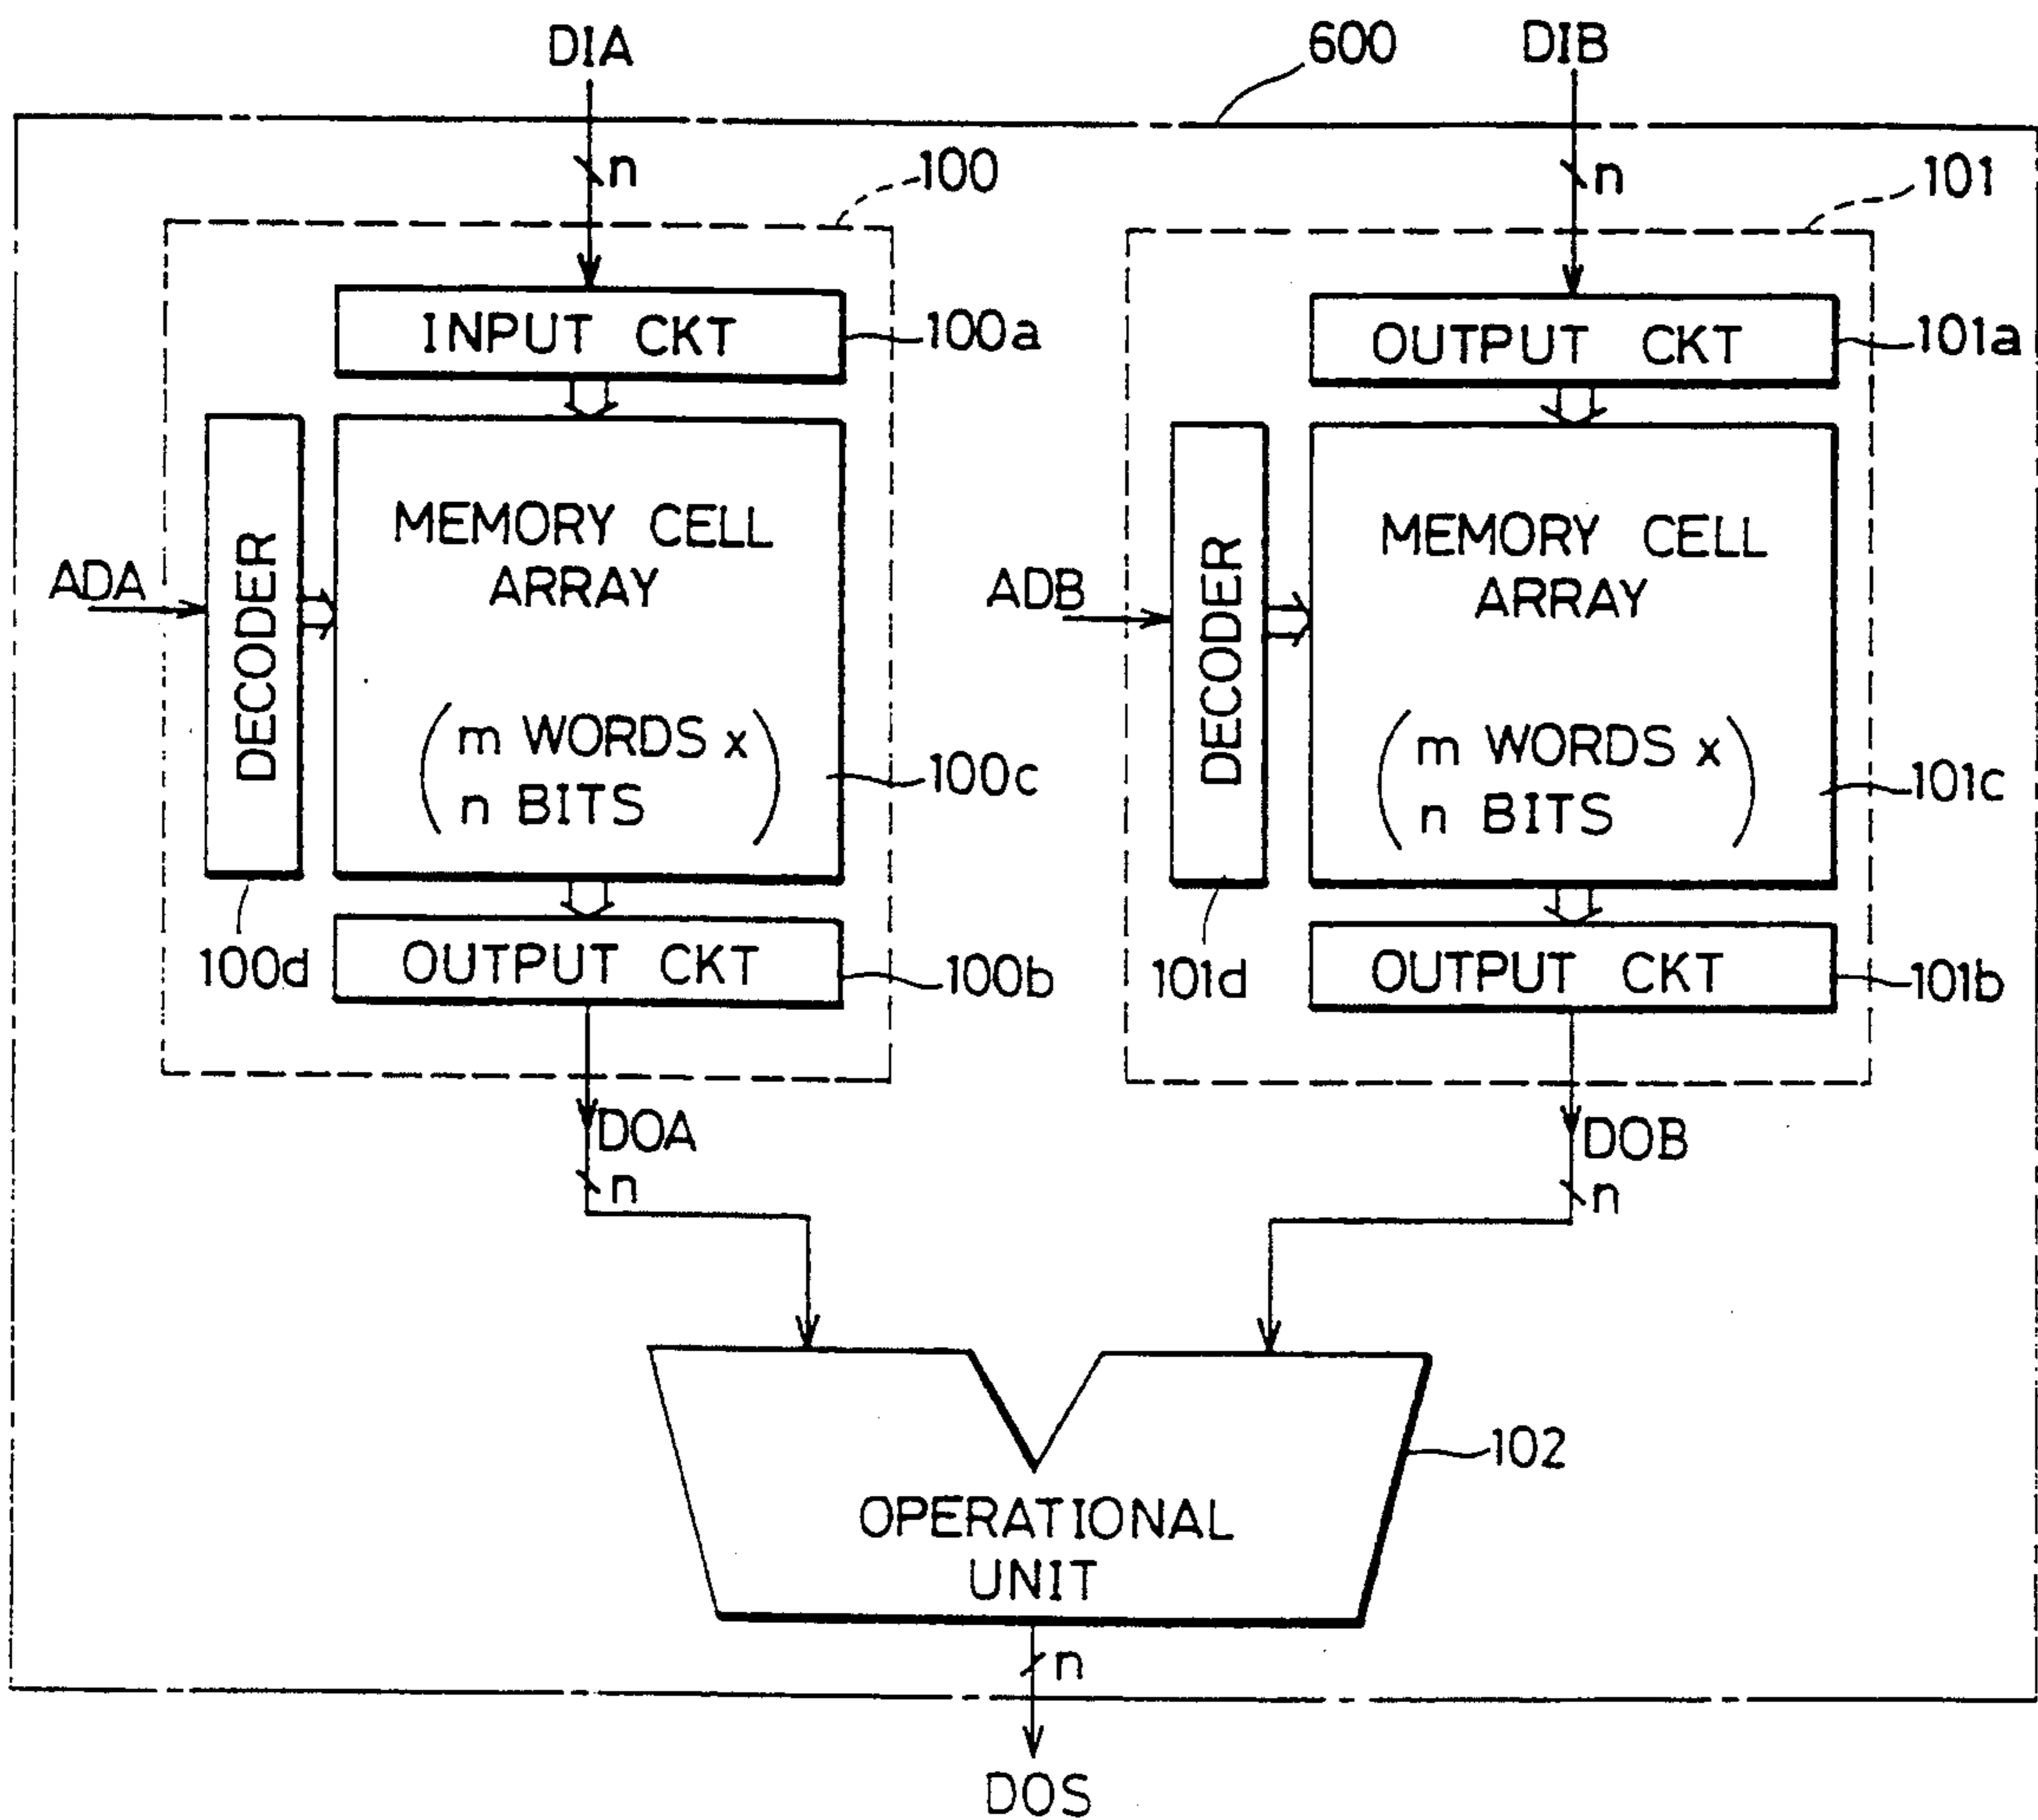 DIA
600
DIB
n
100
n
101
INPUT CKT
100a
OUTPUT CKT
101a
DECODER
MEMORY CELL
ARRAY
ADA
(m WORDS x
n BITS)
100c
DECODER
MEMORY CELL
ARRAY
ADB
(m WORDS x
n BITS)
101c
100d
OUTPUT CKT
100b
101d
OUTPUT CKT
101b
DOA
n
DOB
n
102
OPERATIONAL
UNIT
n
DOS